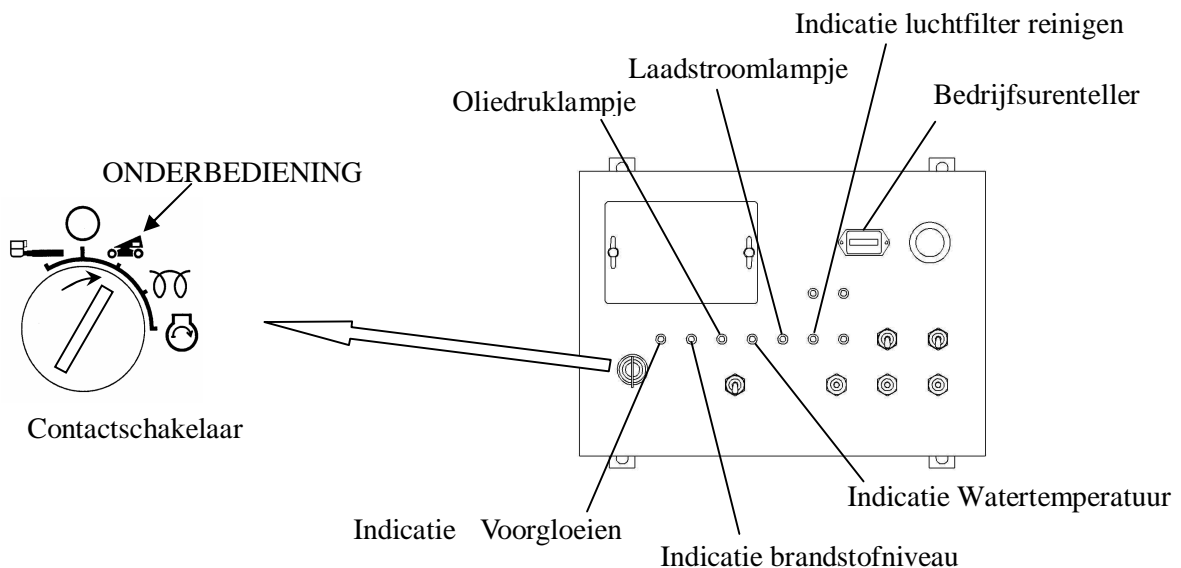 Indicatie luchtfilter reinigen
Laadstroomlampje
Oliedruklampje
Bedrijfsurenteller
ONDERBEDIENING
Contactschakelaar
Indicatie Watertemperatuur
Indicatie Voorgloeien
Indicatie brandstofniveau